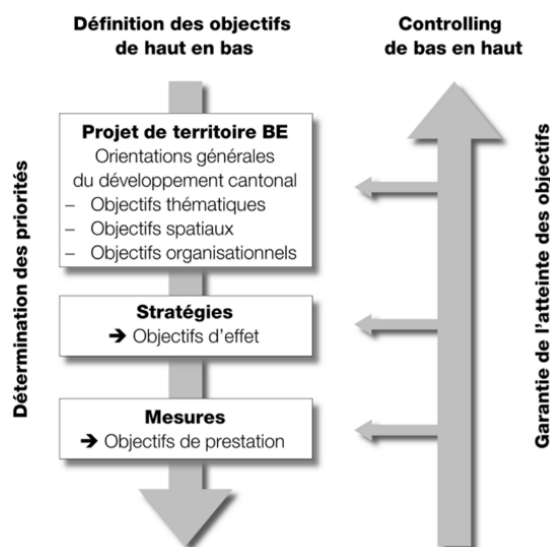 Définition des objectifs
de haut en bas
Controlling
de bas en haut
Détermination des priorités
Projet de territoire BE
Orientations générales
du développement cantonal
– Objectifs thématiques
– Objectifs spatiaux
– Objectifs organisationnels
Stratégies
➔ Objectifs d'effet
Mesures
➔ Objectifs de prestation
Garantie de l'atteinte des objectifs